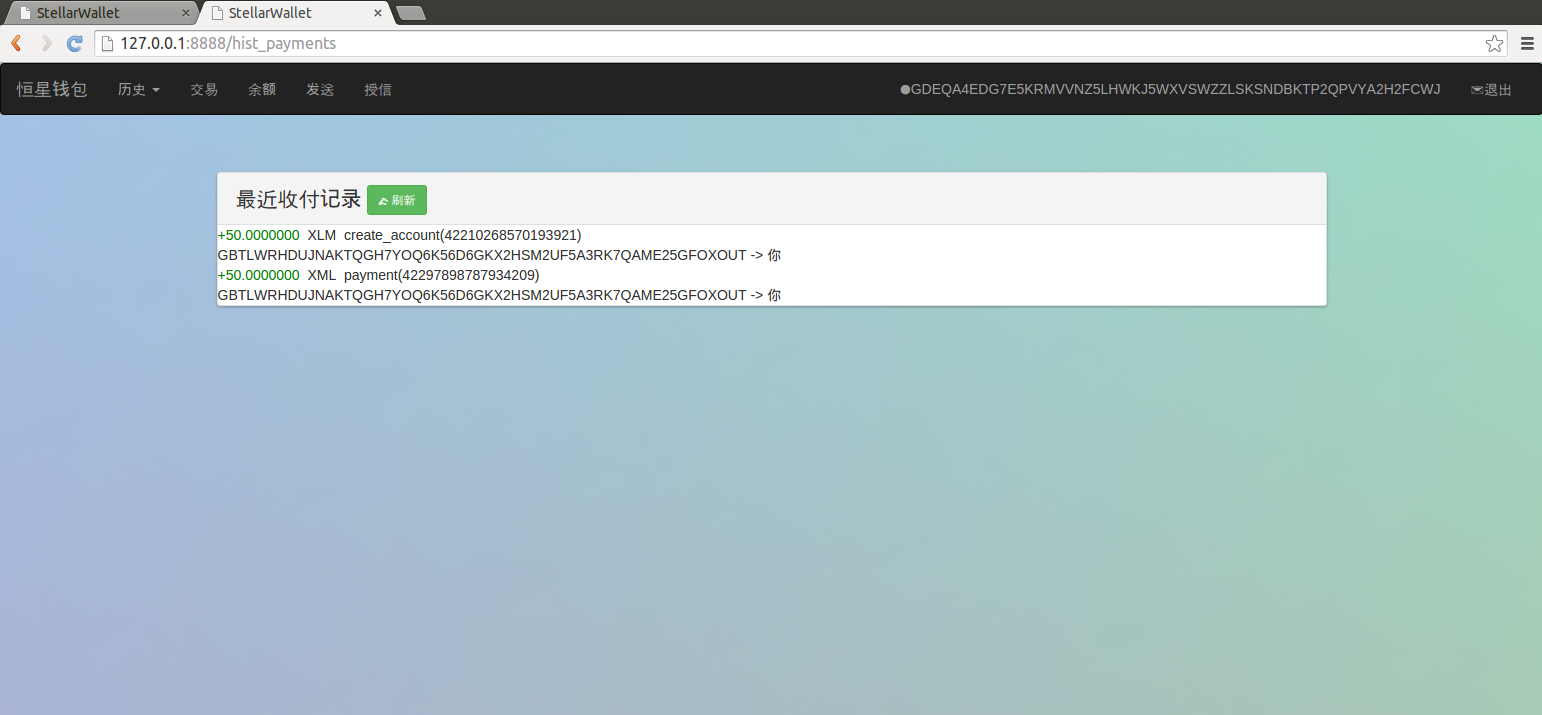 StellarWallet StellarWallet
127.0.0.1:8888/hist_payments
恒星钱包 历史 交易 余额 发送 授信 GDEQA4EDG7E5KRMVVNZ5LHWKJ5WXVSWZZLSKSNDBKTP2QPVYA2H2FCWJ 退出
最近收付记录 刷新
+50.0000000 XLM create_account(42210268570193921)
GBTLWRHDUJNAKTQGH7YOQ6K56D6GKX2HSM2UF5A3RK7QAME25GFOXOUT -> 你
+50.0000000 XML payment(42297898787934209)
GBTLWRHDUJNAKTQGH7YOQ6K56D6GKX2HSM2UF5A3RK7QAME25GFOXOUT -> 你